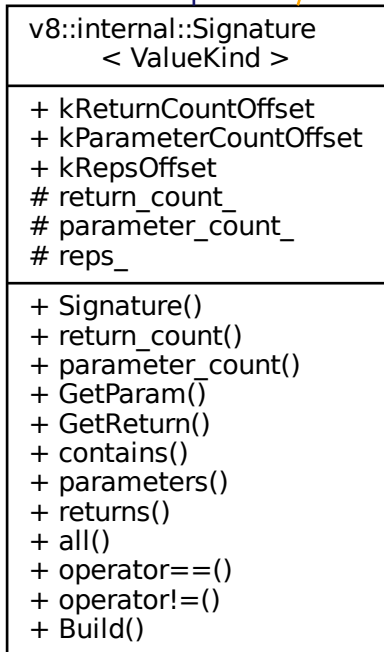 v8::internal::Signature
< ValueKind >
+ kReturnCountOffset
+ kParameterCountOffset
+ kRepsOffset
# return_count_
# parameter_count_
# reps_
+ Signature()
+ return_count()
+ parameter_count()
+ GetParam()
+ GetReturn()
+ contains()
+ parameters()
+ returns()
+ all()
+ operator==()
+ operator!=()
+ Build()